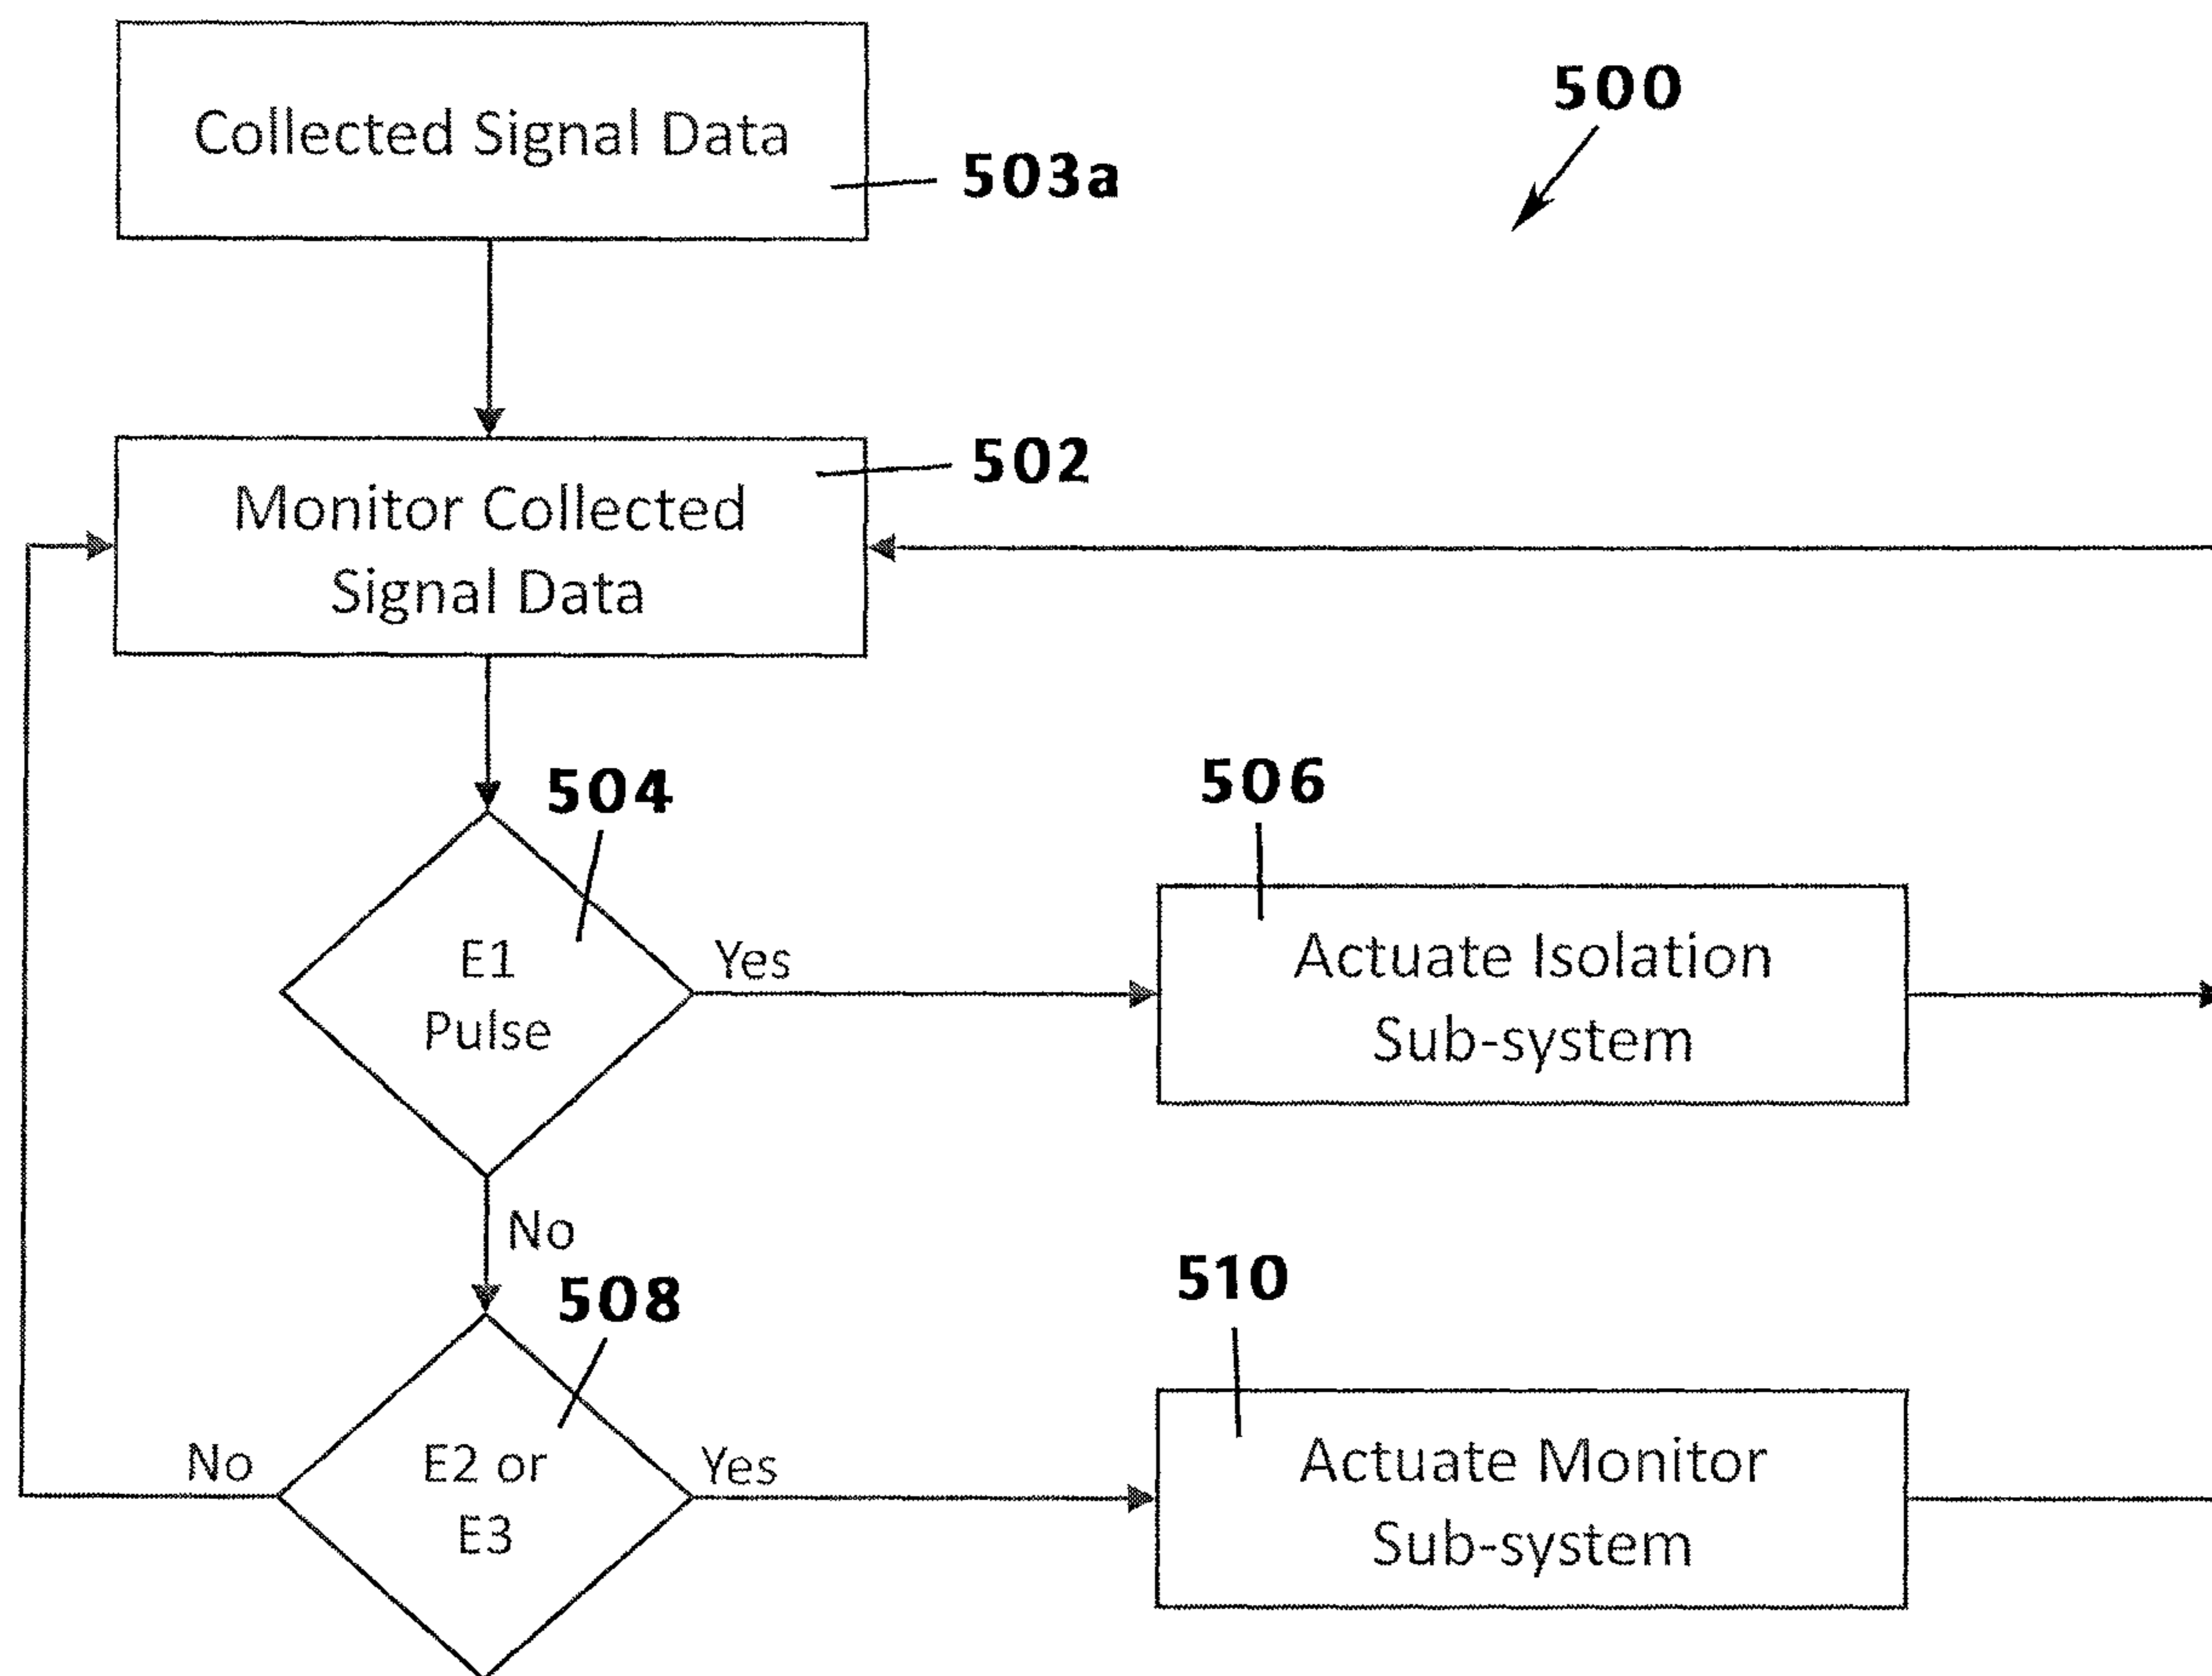 500
Collected Signal Data
503a
502
Monitor Collected
Signal Data
504
E1
Pulse
Yes
506
Actuate Isolation
Sub-system
No
508
E2 or
E3
No
Yes
510
Actuate Monitor
Sub-system